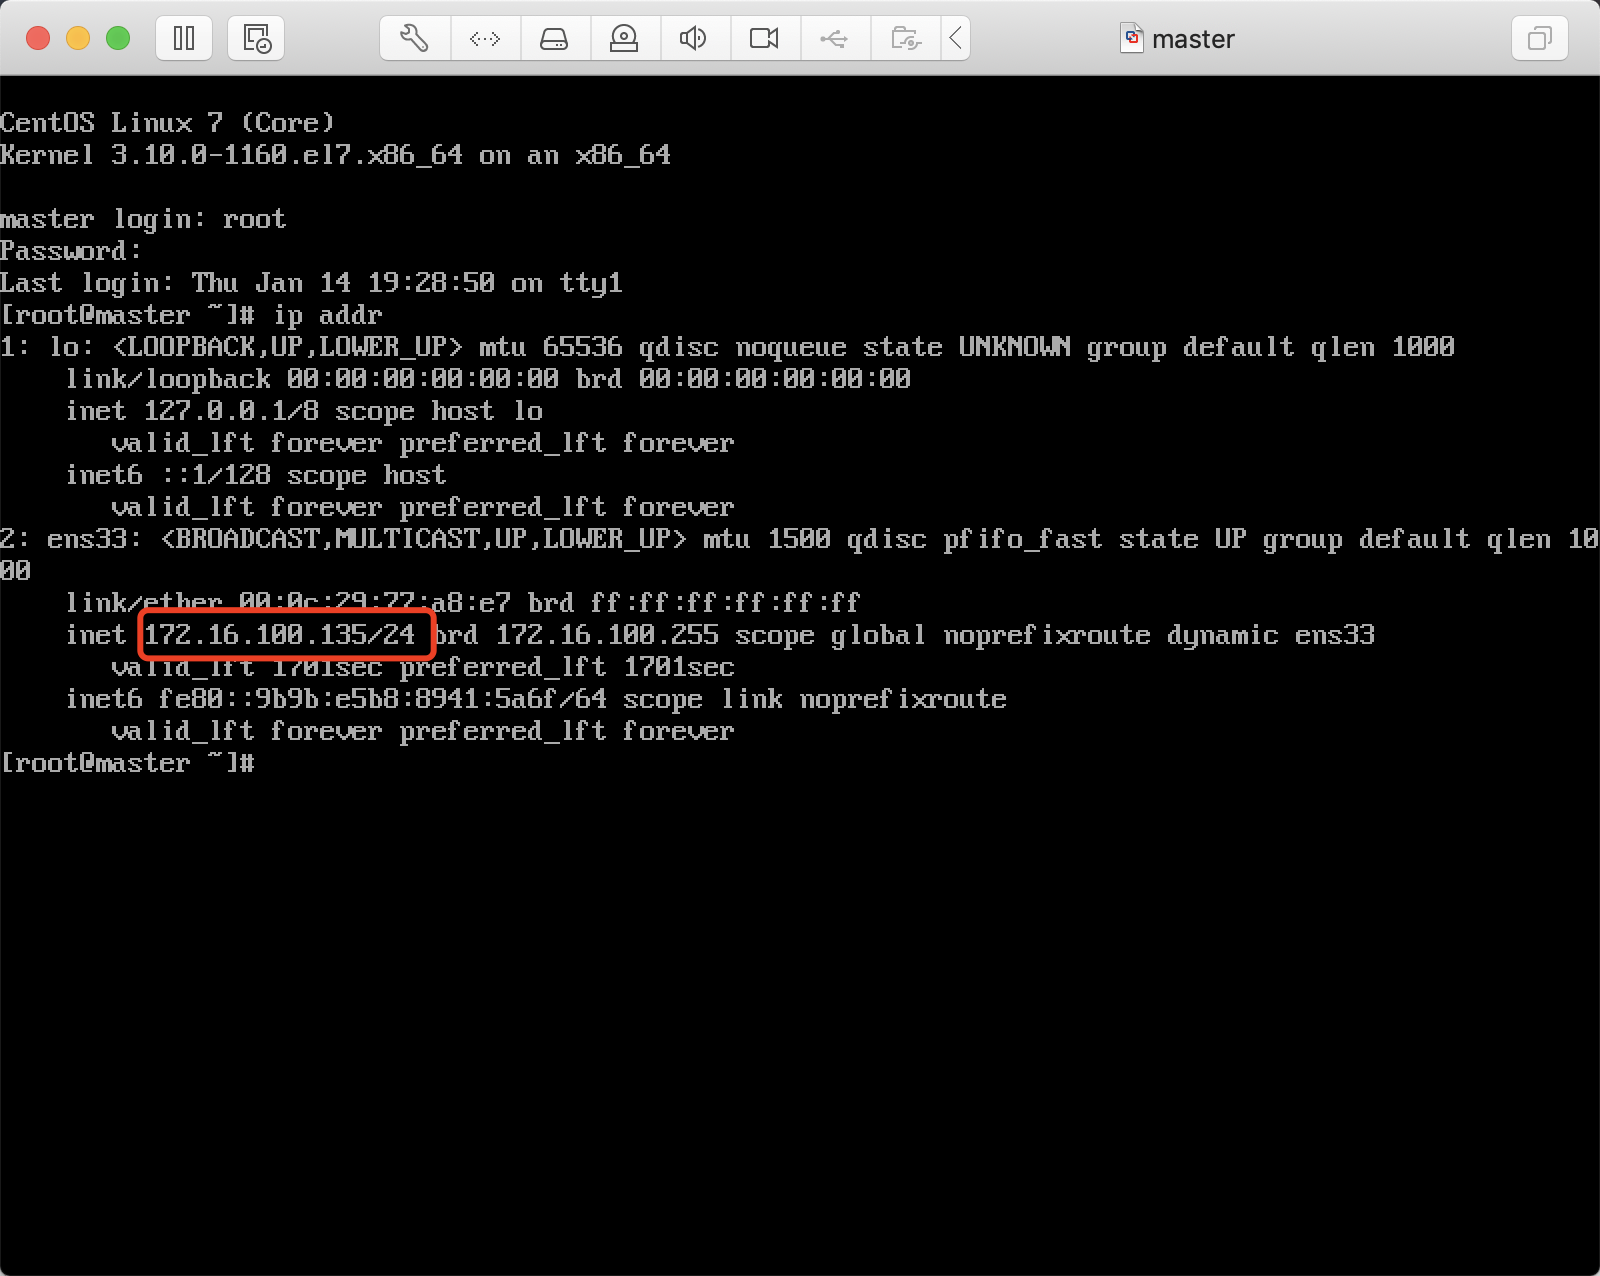 master
CentOS Linux 7 (Core)
Kernel 3.10.0-1160.el7.x86_64 on an x86_64
master login: root
Password:
Last login: Thu Jan 14 19:28:50 on tty1
[root@master ~]# ip addr
1: lo: <LOOPBACK,UP,LOWER_UP> mtu 65536 qdisc noqueue state UNKNOWN group default qlen 1000
    link/loopback 00:00:00:00:00:00 brd 00:00:00:00:00:00
    inet 127.0.0.1/8 scope host lo
       valid_lft forever preferred_lft forever
    inet6 ::1/128 scope host
       valid_lft forever preferred_lft forever
2: ens33: <BROADCAST,MULTICAST,UP,LOWER_UP> mtu 1500 qdisc pfifo_fast state UP group default qlen 10
00
    link/ether 00:0c:29:77:a8:e7 brd ff:ff:ff:ff:ff:ff
    inet 172.16.100.135/24 brd 172.16.100.255 scope global noprefixroute dynamic ens33
       valid_lft 1701sec preferred_lft 1701sec
    inet6 fe80::9b9b:e5b8:8941:5a6f/64 scope link noprefixroute
       valid_lft forever preferred_lft forever
[root@master ~]#